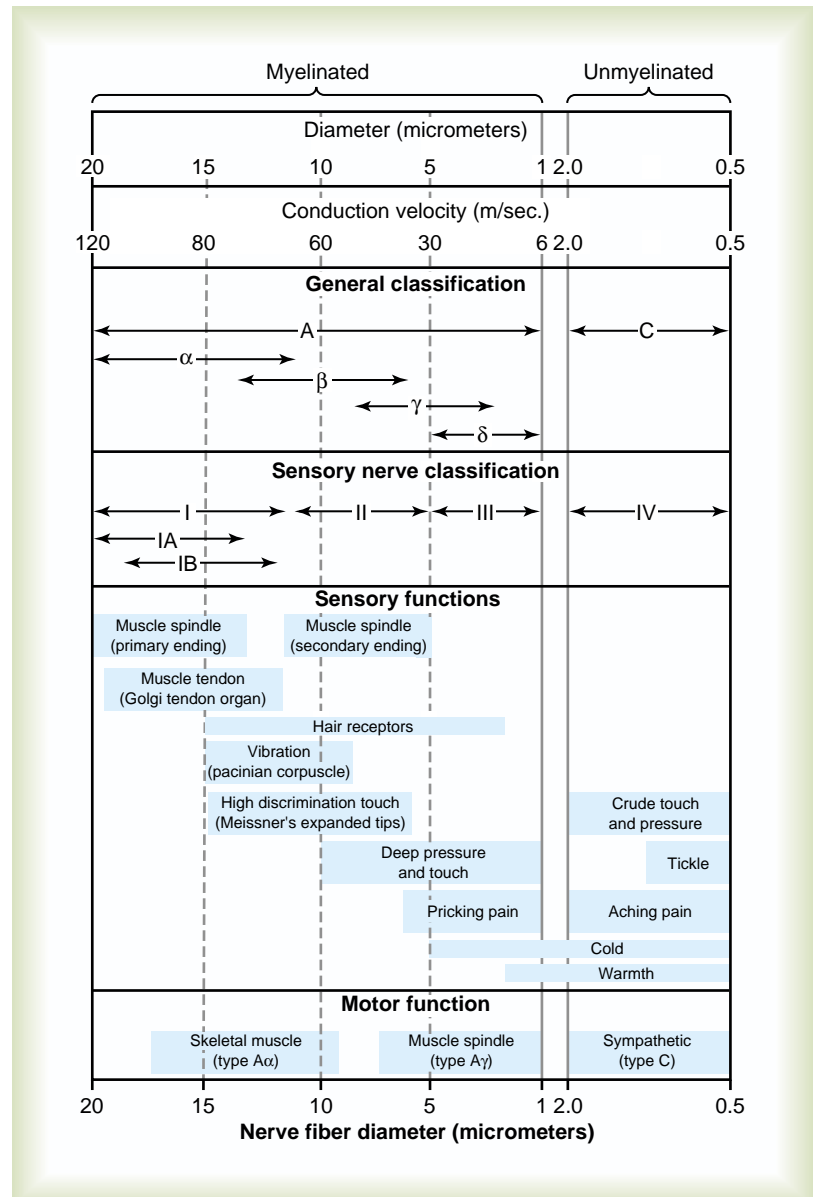 Myelinated Unmyelinated
Diameter (micrometers)
20 15 10 5 1 2.0 0.5
Conduction velocity (m/sec.)
120 80 60 30 6 2.0 0.5
General classification
A C
α
β
γ
δ
Sensory nerve classification
I II III IV
IA
IB
Sensory functions
Muscle spindle
(primary ending)
Muscle spindle
(secondary ending)
Muscle tendon
(Golgi tendon organ)
Hair receptors
Vibration
(pacinian corpuscle)
High discrimination touch
(Meissner's expanded tips)
Crude touch
and pressure
Deep pressure
and touch
Tickle
Pricking pain
Aching pain
Cold
Warmth
Motor function
Skeletal muscle
(type Aα)
Muscle spindle
(type Aγ)
Sympathetic
(type C)
20 15 10 5 1 2.0 0.5
Nerve fiber diameter (micrometers)